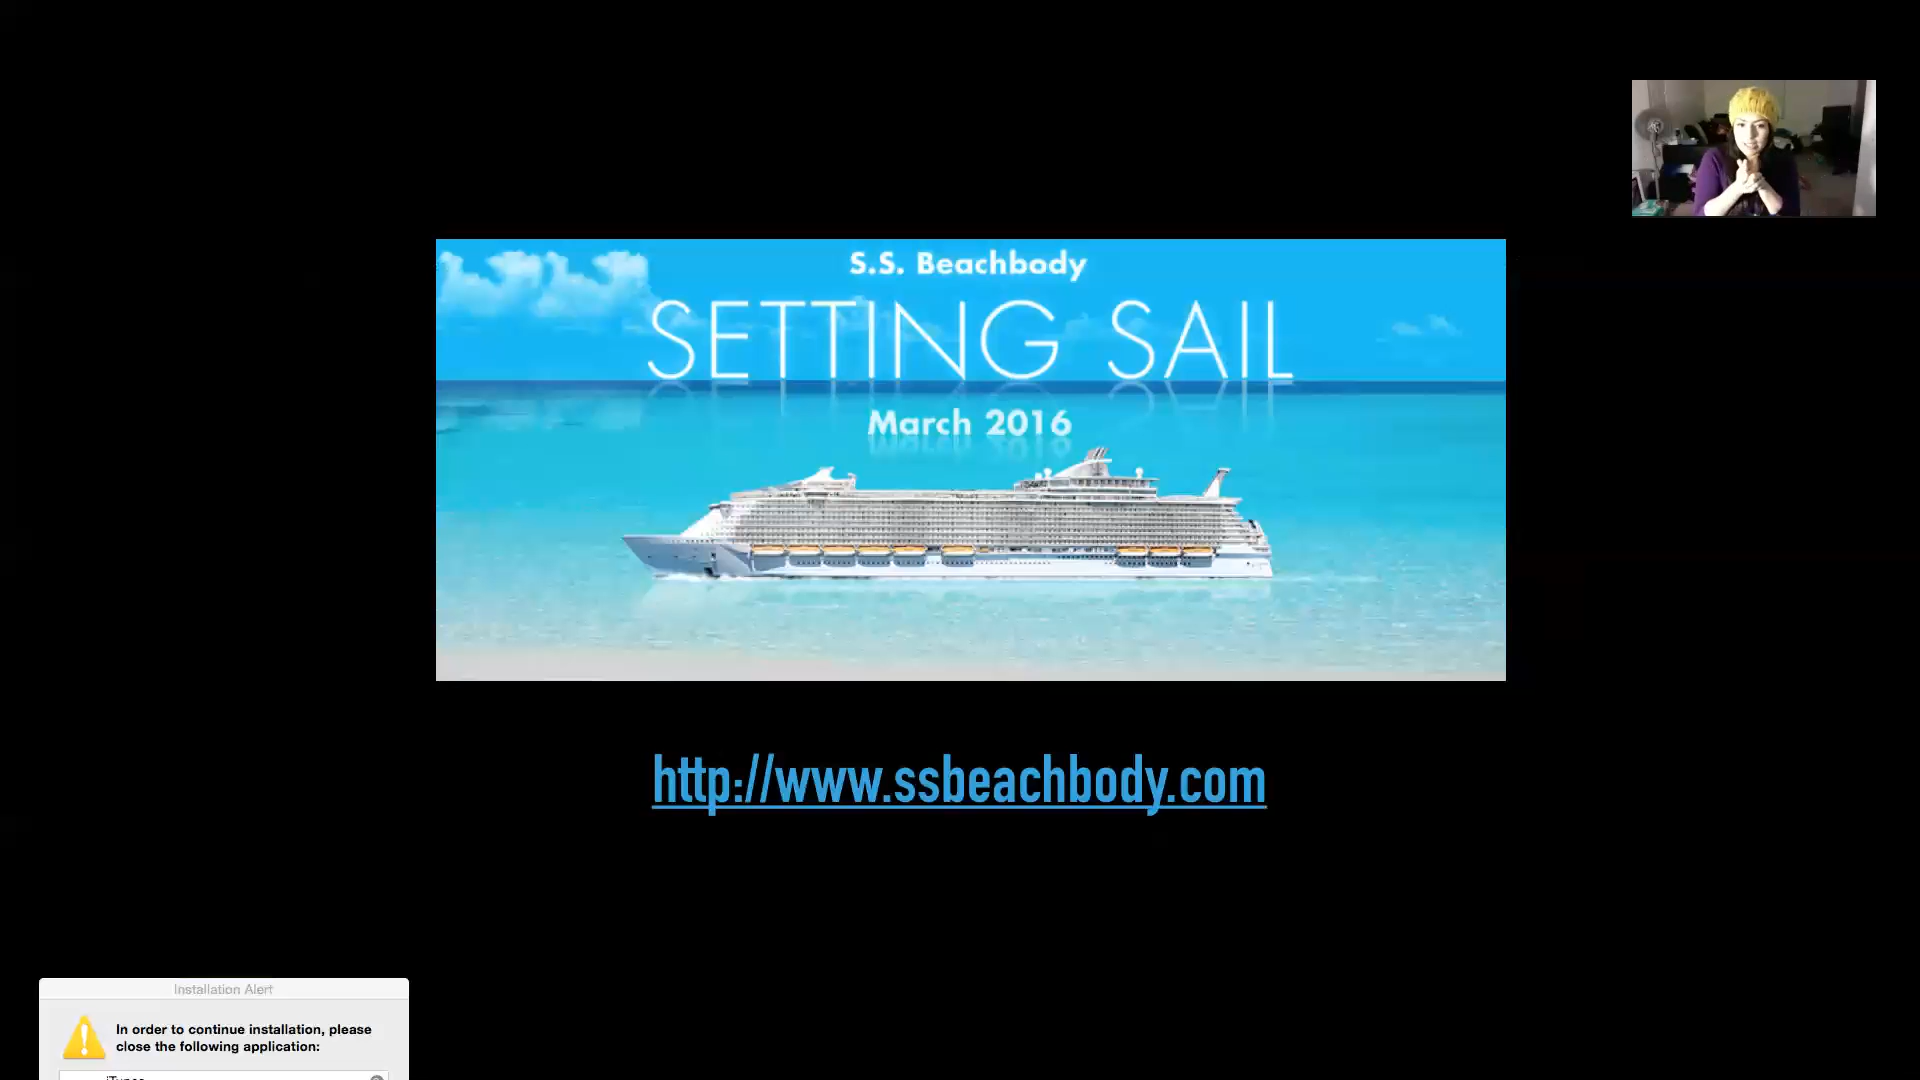 S.S. Beachbody
SETTING SAIL
March 2016
http://www.ssbeachbody.com
Installation Alert
In order to continue installation, please
close the following application:
iTunes